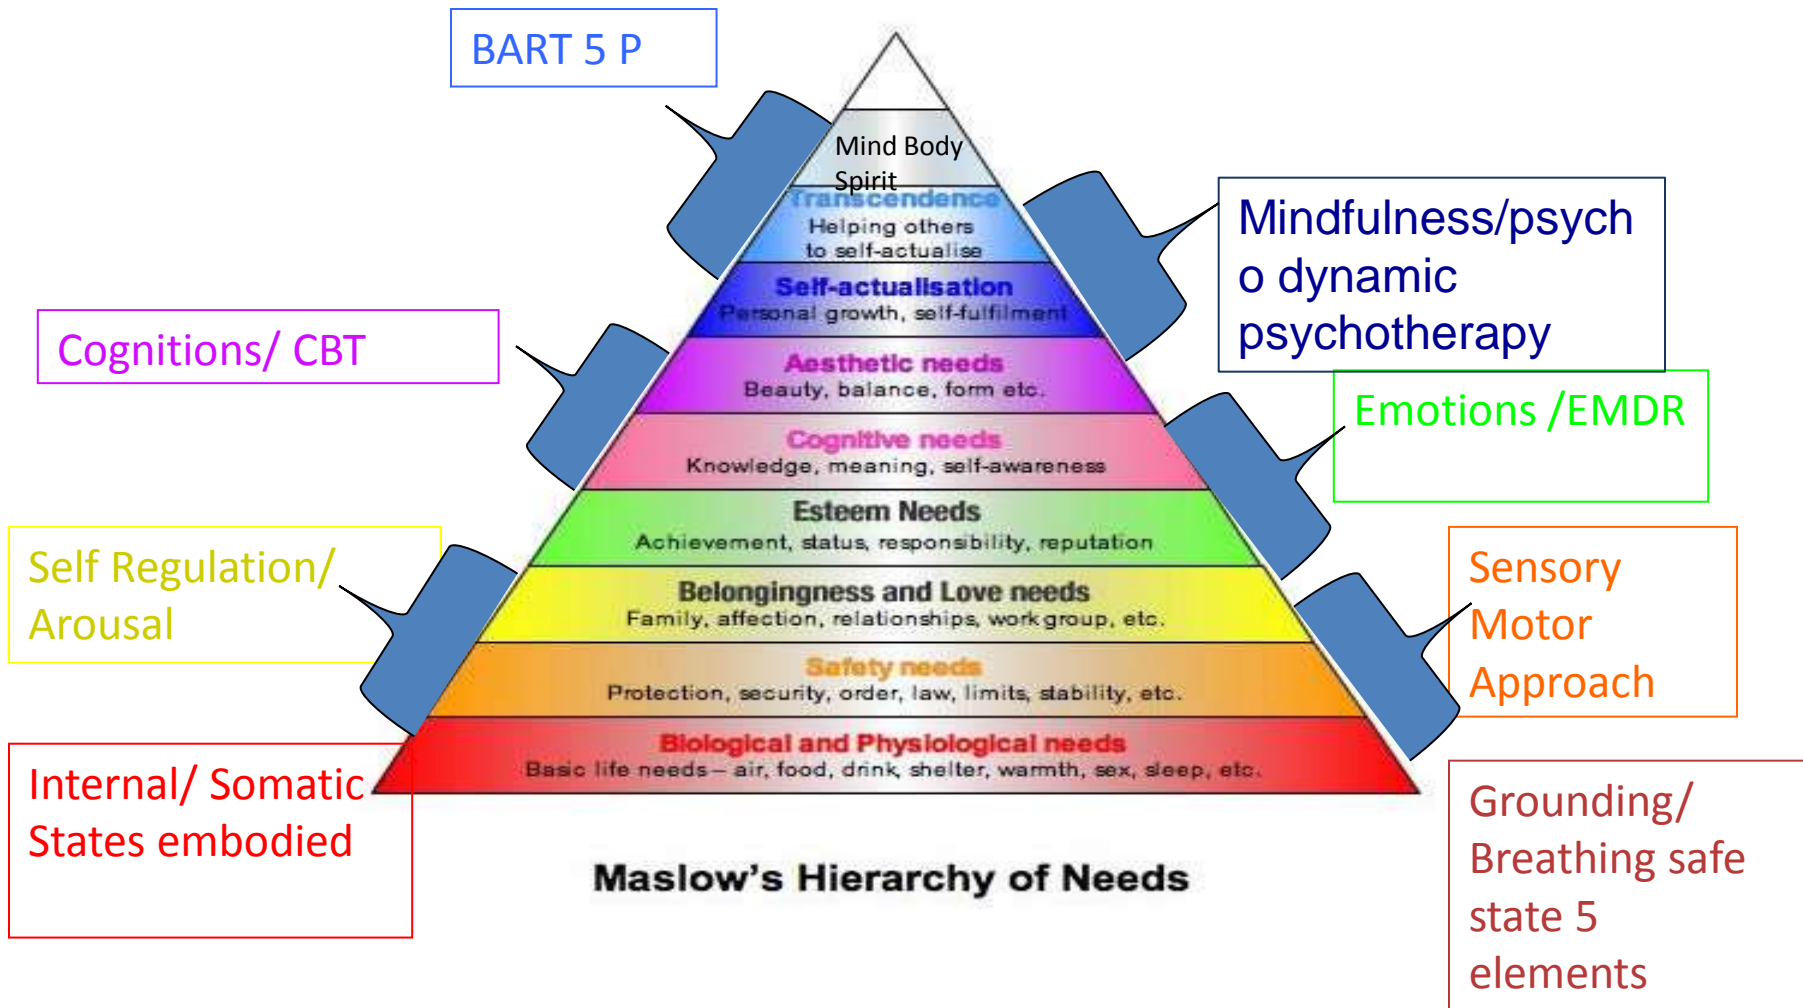 BART 5 P
Mind Body
Spirit
Transcendence
Helping others
to self-actualise
Mindfulness/psych
o dynamic
psychotherapy
Self-actualisation
Personal growth, self-fulfilment
Cognitions/ CBT
Aesthetic needs
Beauty, balance, form etc.
Emotions /EMDR
Cognitive needs
Knowledge, meaning, self-awareness
Esteem Needs
Achievement, status, responsibility, reputation
Self Regulation/
Arousal
Belongingness and Love needs
Family, affection, relationships, work group, etc.
Sensory
Motor
Approach
Safety needs
Protection, security, order, law, limits, stability, etc.
Biological and Physiological needs
Basic life needs – air, food, drink, shelter, warmth, sex, sleep, etc.
Internal/ Somatic
States embodied
Grounding/
Breathing safe
state 5
elements
Maslow's Hierarchy of Needs